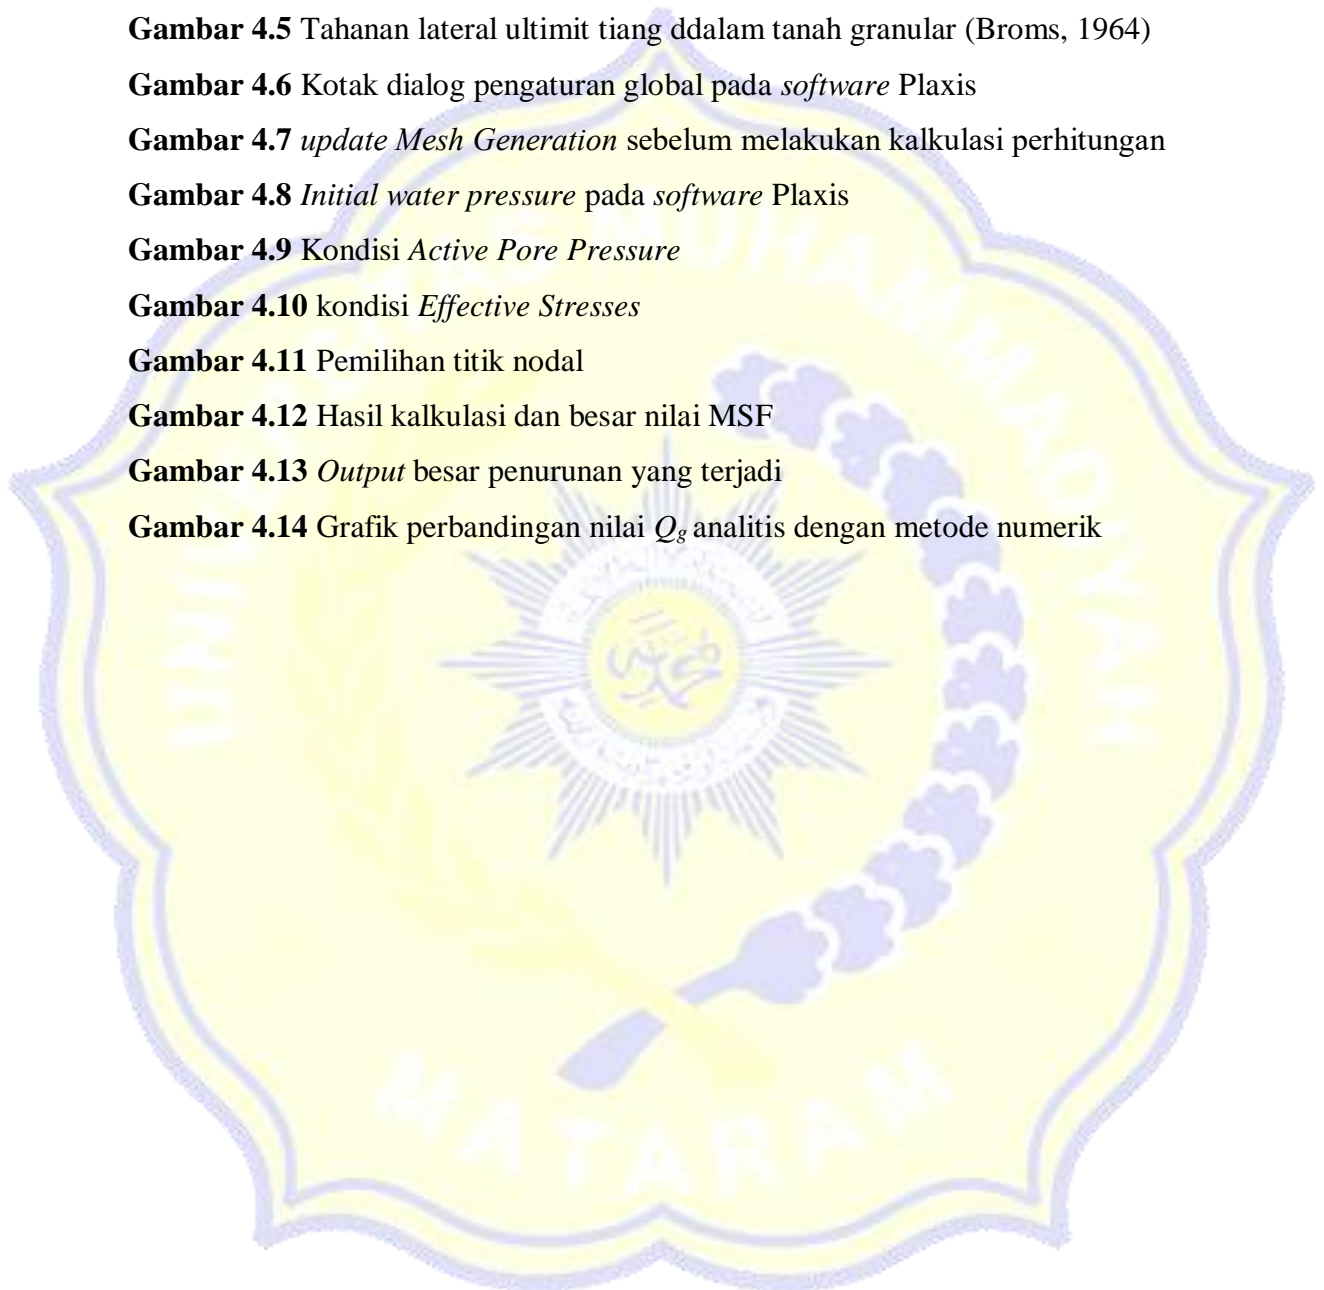 Gambar 4.5 Tahanan lateral ultimit tiang ddalam tanah granular (Broms, 1964)
Gambar 4.6 Kotak dialog pengaturan global pada software Plaxis
Gambar 4.7 update Mesh Generation sebelum melakukan kalkulasi perhitungan
Gambar 4.8 Initial water pressure pada software Plaxis
Gambar 4.9 Kondisi Active Pore Pressure
Gambar 4.10 kondisi Effective Stresses
Gambar 4.11 Pemilihan titik nodal
Gambar 4.12 Hasil kalkulasi dan besar nilai MSF
Gambar 4.13 Output besar penurunan yang terjadi
Gambar 4.14 Grafik perbandingan nilai Qg analitis dengan metode numerik
UNIVERSITAS MUHAMMADIYAH
MATARAM